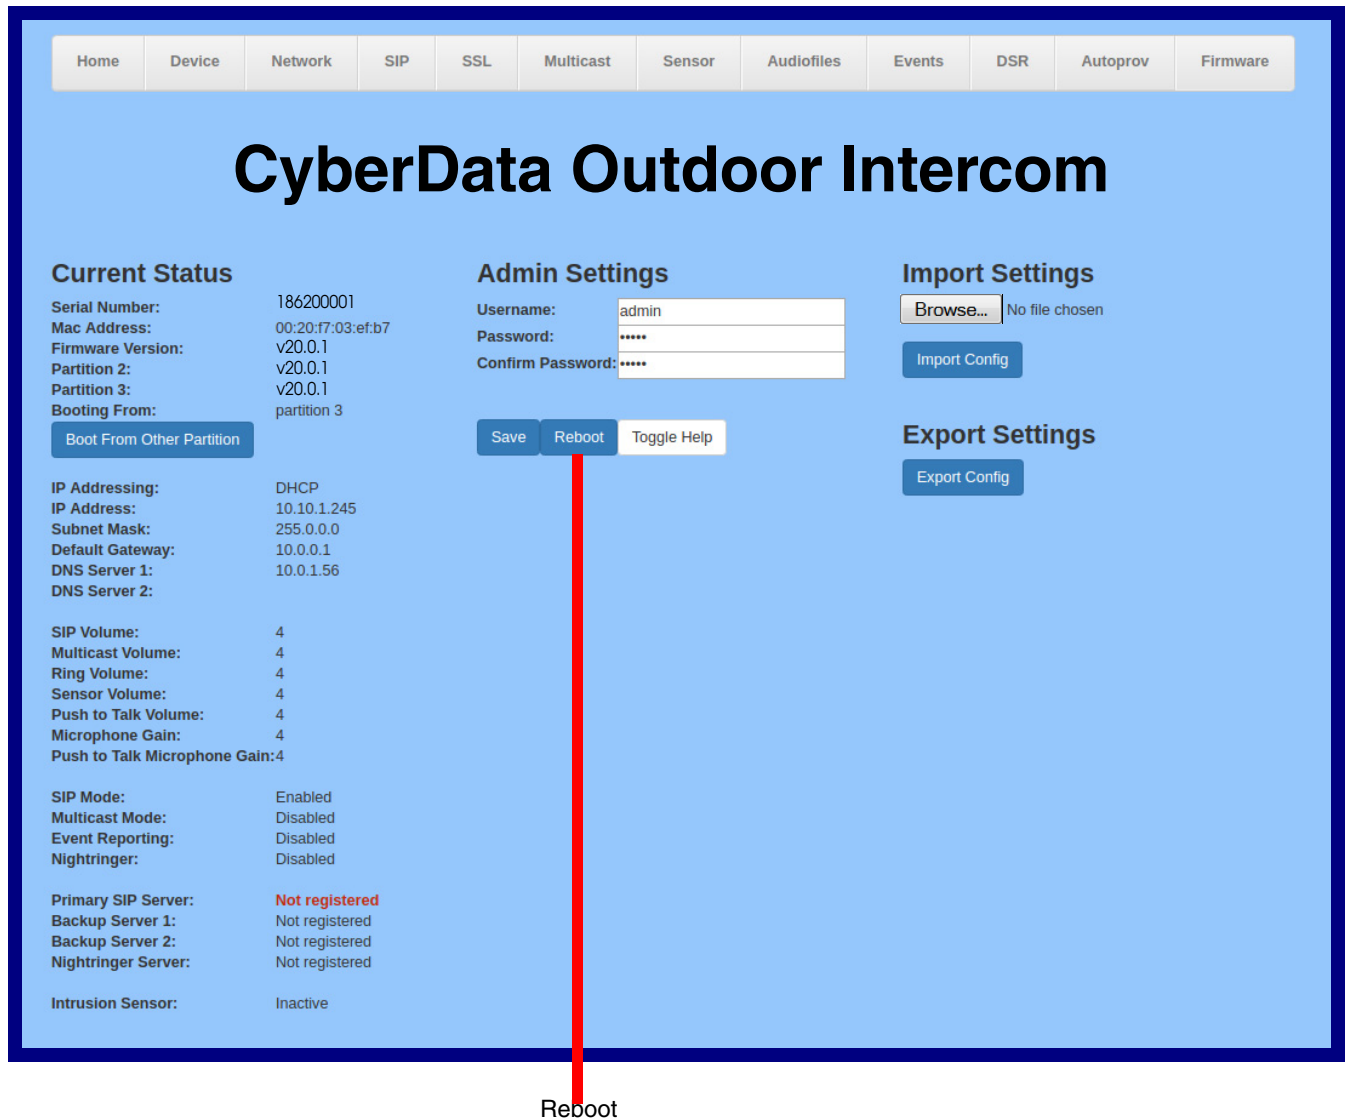 Home Device Network SIP SSL Multicast Sensor Audiofiles Events DSR Autoprov Firmware
CyberData Outdoor Intercom
Current Status
Serial Number: 186200001
Mac Address: 00:20:f7:03:ef:b7
Firmware Version: v20.0.1
Partition 2: v20.0.1
Partition 3: v20.0.1
Booting From: partition 3
Boot From Other Partition
IP Addressing: DHCP
IP Address: 10.10.1.245
Subnet Mask: 255.0.0.0
Default Gateway: 10.0.0.1
DNS Server 1: 10.0.1.56
DNS Server 2:
SIP Volume: 4
Multicast Volume: 4
Ring Volume: 4
Sensor Volume: 4
Push to Talk Volume: 4
Microphone Gain: 4
Push to Talk Microphone Gain: 4
SIP Mode: Enabled
Multicast Mode: Disabled
Event Reporting: Disabled
Nightringer: Disabled
Primary SIP Server: Not registered
Backup Server 1: Not registered
Backup Server 2: Not registered
Nightringer Server: Not registered
Intrusion Sensor: Inactive
Admin Settings
Username: admin
Password: •••••
Confirm Password: •••••
Save Reboot Toggle Help
Import Settings
Browse... No file chosen
Import Config
Export Settings
Export Config
Reboot